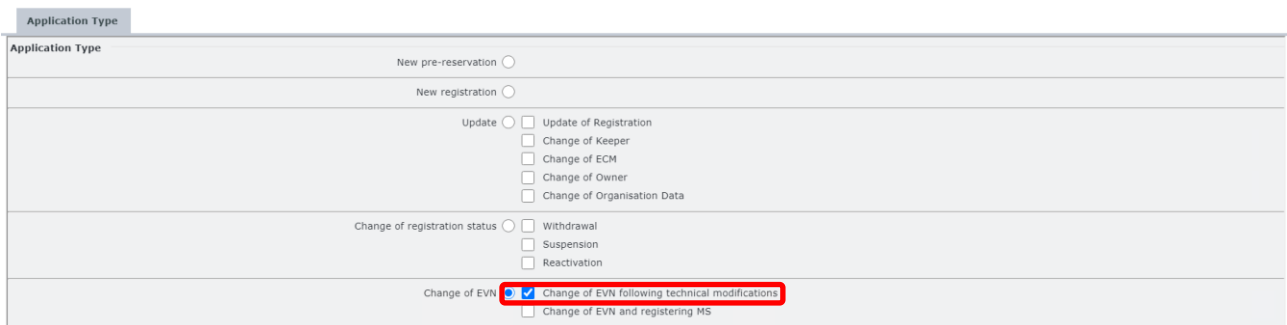 Application Type
Application Type
New pre-reservation
New registration
Update Update of Registration
Change of Keeper
Change of ECM
Change of Owner
Change of Organisation Data
Change of registration status Withdrawal
Suspension
Reactivation
Change of EVN Change of EVN following technical modifications
Change of EVN and registering MS